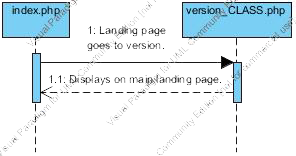 index.php
version_CLASS.php
1: Landing page
goes to version.
1.1: Displays on main landing page.